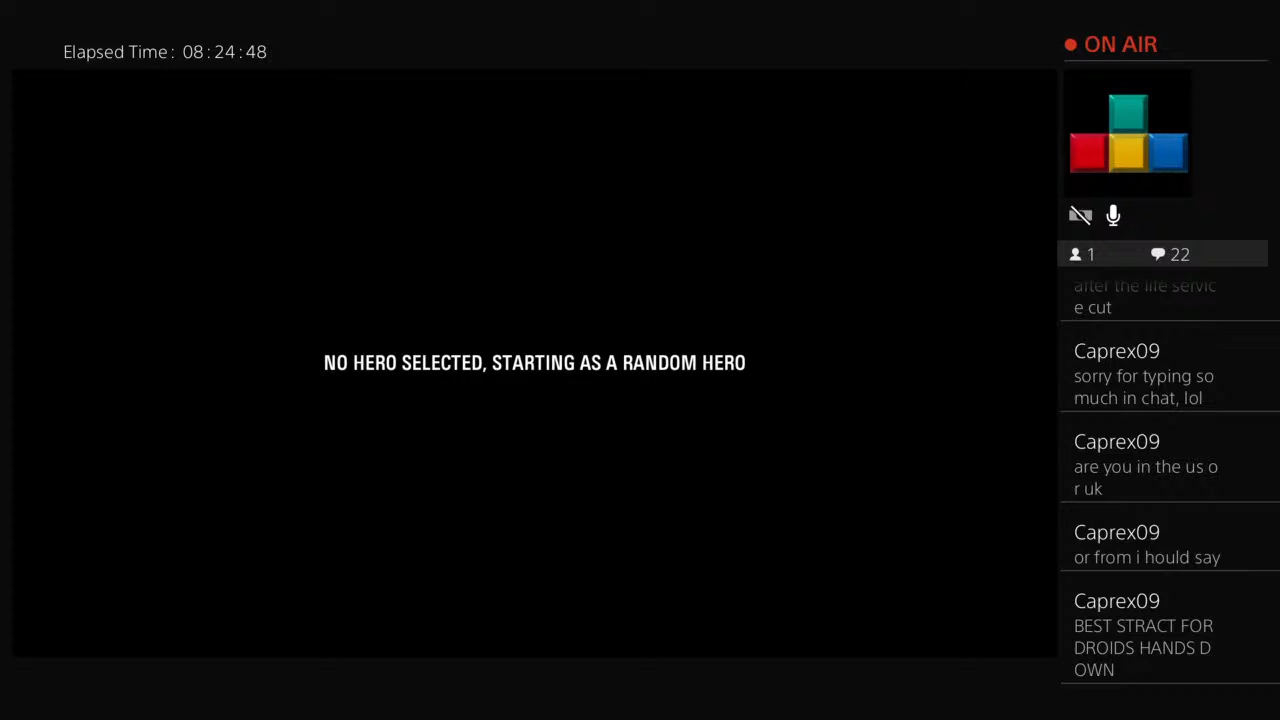 Elapsed Time: 08:24:48
ON AIR
1 22
after the life servic
e cut
Caprex09
sorry for typing so
much in chat, lol
Caprex09
are you in the us o
r uk
Caprex09
or from i hould say
Caprex09
BEST STRACT FOR
DROIDS HANDS D
OWN
NO HERO SELECTED, STARTING AS A RANDOM HERO